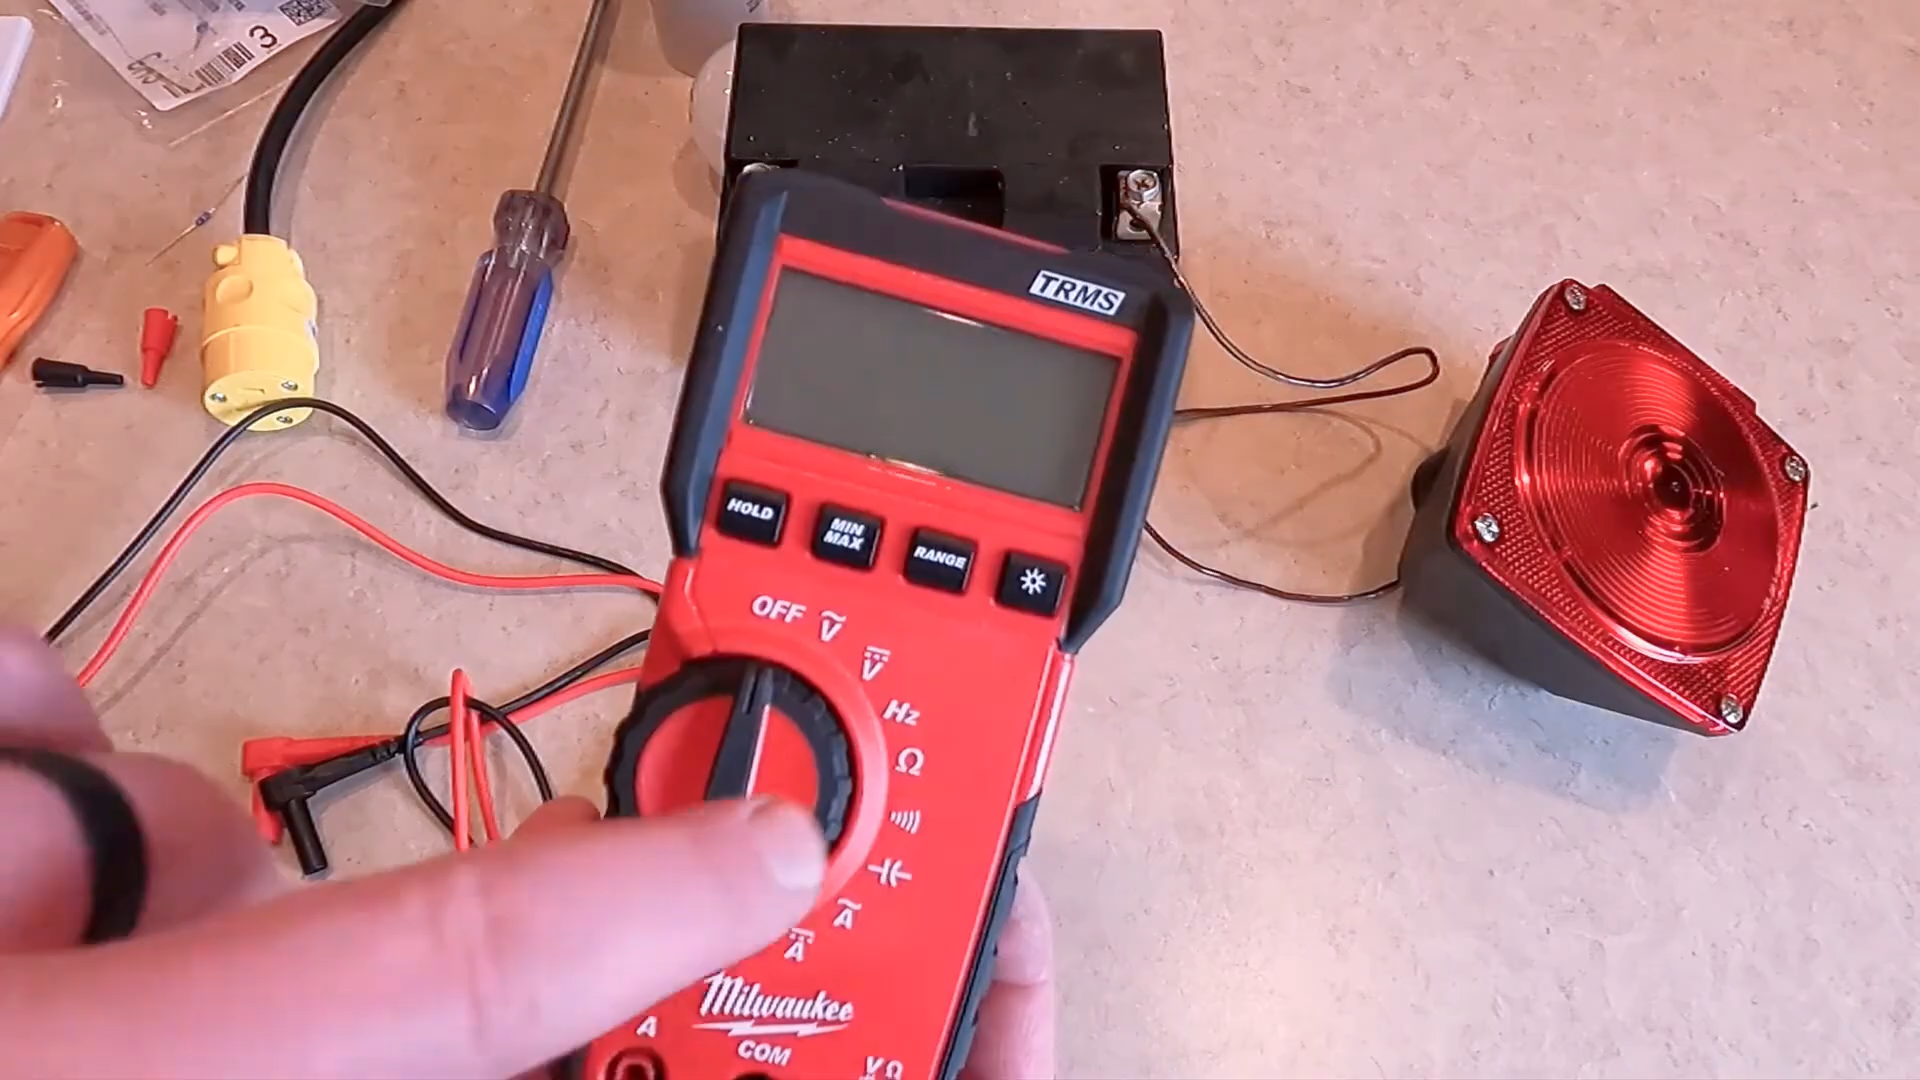 3
TRMS
HOLD
MIN
MAX
RANGE
OFF
V
V
Hz
Ω
A
A
Milwaukee
A
COM
V Ω